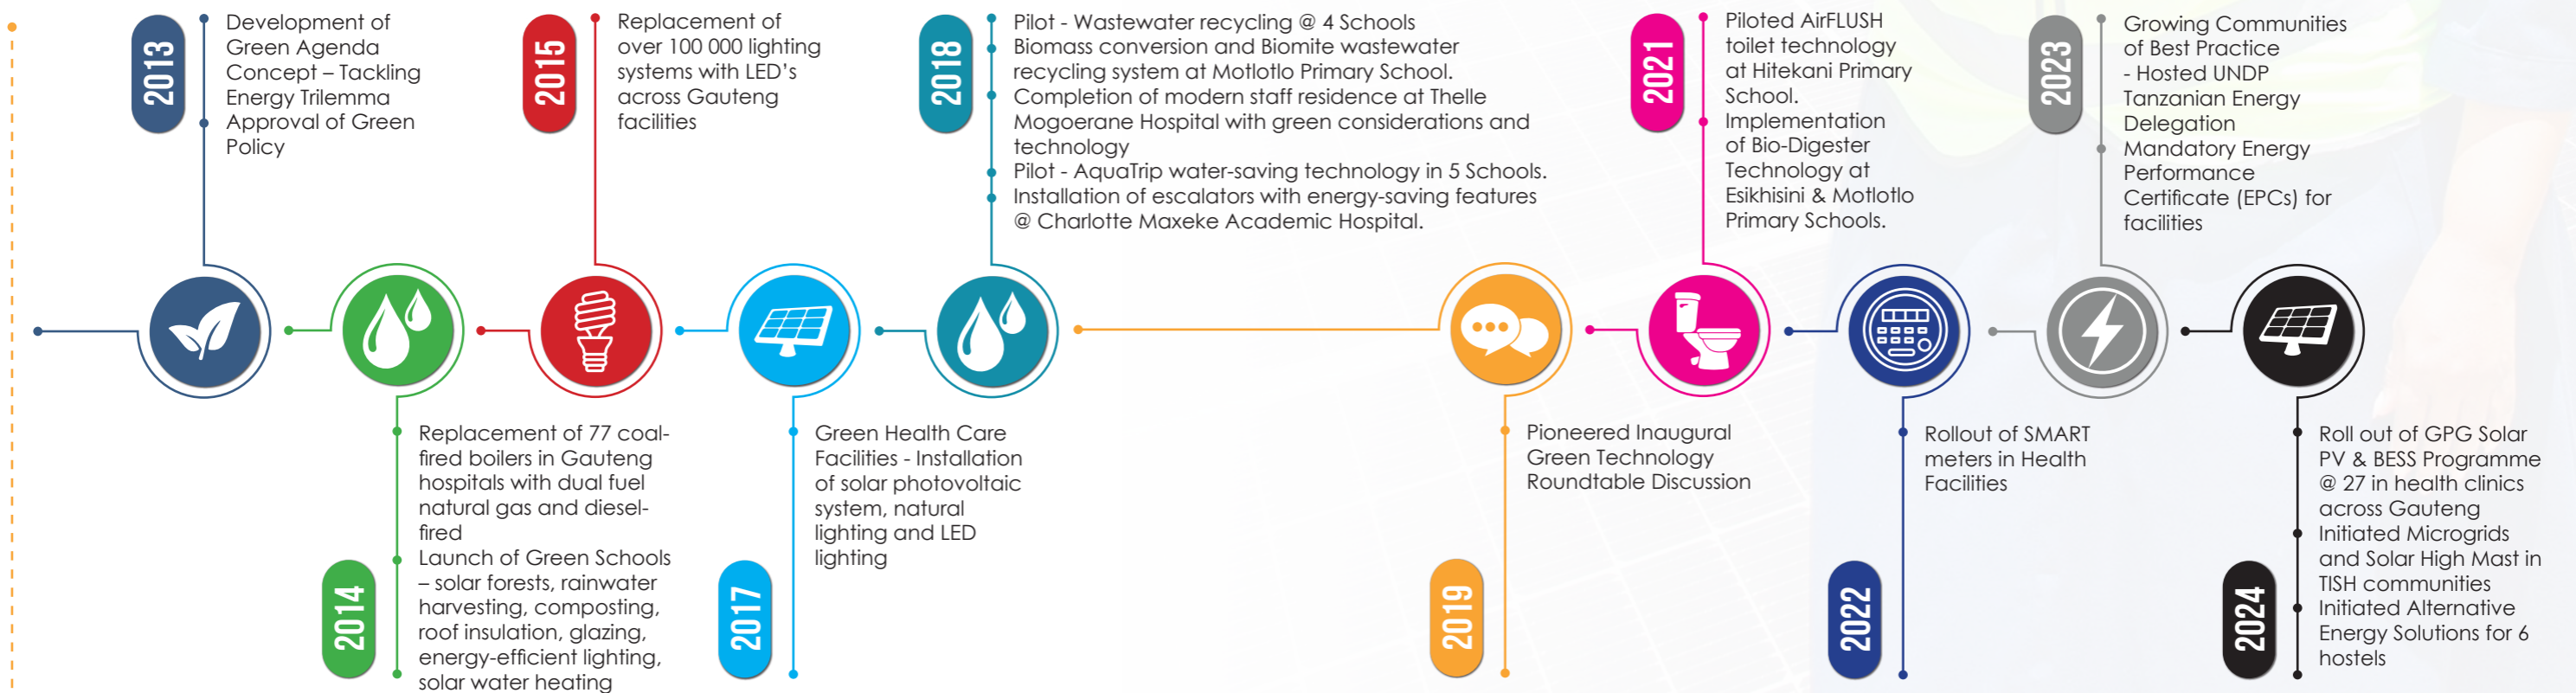 2013
Development of
Green Agenda
Concept – Tackling
Energy Trilemma
Approval of Green
Policy
2014
Replacement of 77 coal-
fired boilers in Gauteng
hospitals with dual fuel
natural gas and diesel-
fired
Launch of Green Schools
– solar forests, rainwater
harvesting, composting,
roof insulation, glazing,
energy-efficient lighting,
solar water heating
2015
Replacement of
over 100 000 lighting
systems with LED's
across Gauteng
facilities
2017
Green Health Care
Facilities - Installation
of solar photovoltaic
system, natural
lighting and LED
lighting
2018
Pilot - Wastewater recycling @ 4 Schools
Biomass conversion and Biomite wastewater
recycling system at Motlotlo Primary School.
Completion of modern staff residence at Thelle
Mogoerane Hospital with green considerations and
technology
Pilot - AquaTrip water-saving technology in 5 Schools.
Installation of escalators with energy-saving features
@ Charlotte Maxeke Academic Hospital.
2019
Pioneered Inaugural
Green Technology
Roundtable Discussion
2021
Piloted AirFLUSH
toilet technology
at Hitekani Primary
School.
Implementation
of Bio-Digester
Technology at
Esikhisini & Motlotlo
Primary Schools.
2022
Rollout of SMART
meters in Health
Facilities
2023
Growing Communities
of Best Practice
- Hosted UNDP
Tanzanian Energy
Delegation
Mandatory Energy
Performance
Certificate (EPCs) for
facilities
2024
Roll out of GPG Solar
PV & BESS Programme
@ 27 in health clinics
across Gauteng
Initiated Microgrids
and Solar High Mast in
TISH communities
Initiated Alternative
Energy Solutions for 6
hostels